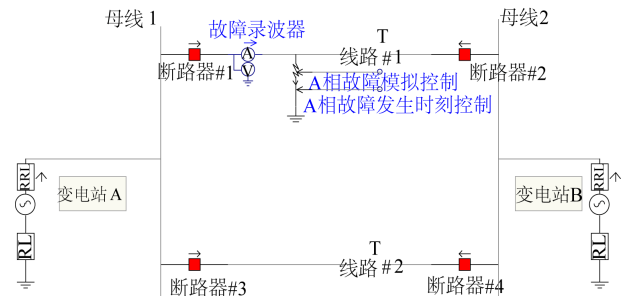 母线 1
母线2
故障录波器
T
A
V
线路 #1
断路器#1
断路器#2
A相故障模拟控制
A相故障发生时刻控制
RRL
变电站 A
变电站B
RRL
RL
RL
T
线路 #2
断路器#3
断路器#4